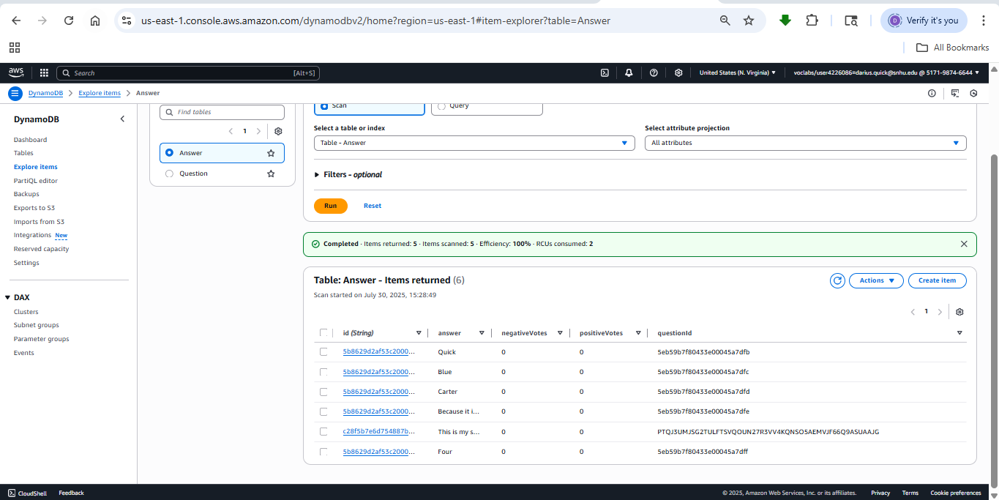 us-east-1.console.aws.amazon.com/dynamodbv2/home?region=us-east-1#item-explorer?table=Answer
D Verify it's you
All Bookmarks
aws Search [Alt+S] United States (N. Virginia) voclabs/user4226086=darius.quick@snhu.edu @ 5171-9874-6644
DynamoDB Explore items Answer
DynamoDB
Dashboard
Tables
Explore items
PartiQL editor
Backups
Exports to S3
Imports from S3
Integrations New
Reserved capacity
Settings
DAX
Clusters
Subnet groups
Parameter groups
Events
Find tables
1
Answer
Question
Scan Query
Select a table or index Select attribute projection
Table - Answer All attributes
Filters - optional
Run Reset
Completed · Items returned: 5 · Items scanned: 5 · Efficiency: 100% · RCUs consumed: 2
Table: Answer - Items returned (6)
Scan started on July 30, 2025, 15:28:49
Actions Create item
1
id (String) answer negativeVotes positiveVotes questionId
5b8629d2af53c2000... Quick 0 0 5eb59b7f80433e00045a7dfb
5b8629d2af53c2000... Blue 0 0 5eb59b7f80433e00045a7dfc
5b8629d2af53c2000... Carter 0 0 5eb59b7f80433e00045a7dfd
5b8629d2af53c2000... Because it i... 0 0 5eb59b7f80433e00045a7dfe
c28f5b7e6d754887b... This is my s... 0 0 PTQJ3UMJSG2TULFTSVQOUN27R3VV4KQNSO5AEMVJF66Q9ASUAAJG
5b8629d2af53c2000... Four 0 0 5eb59b7f80433e00045a7dff
CloudShell Feedback © 2025, Amazon Web Services, Inc. or its affiliates. Privacy Terms Cookie preferences